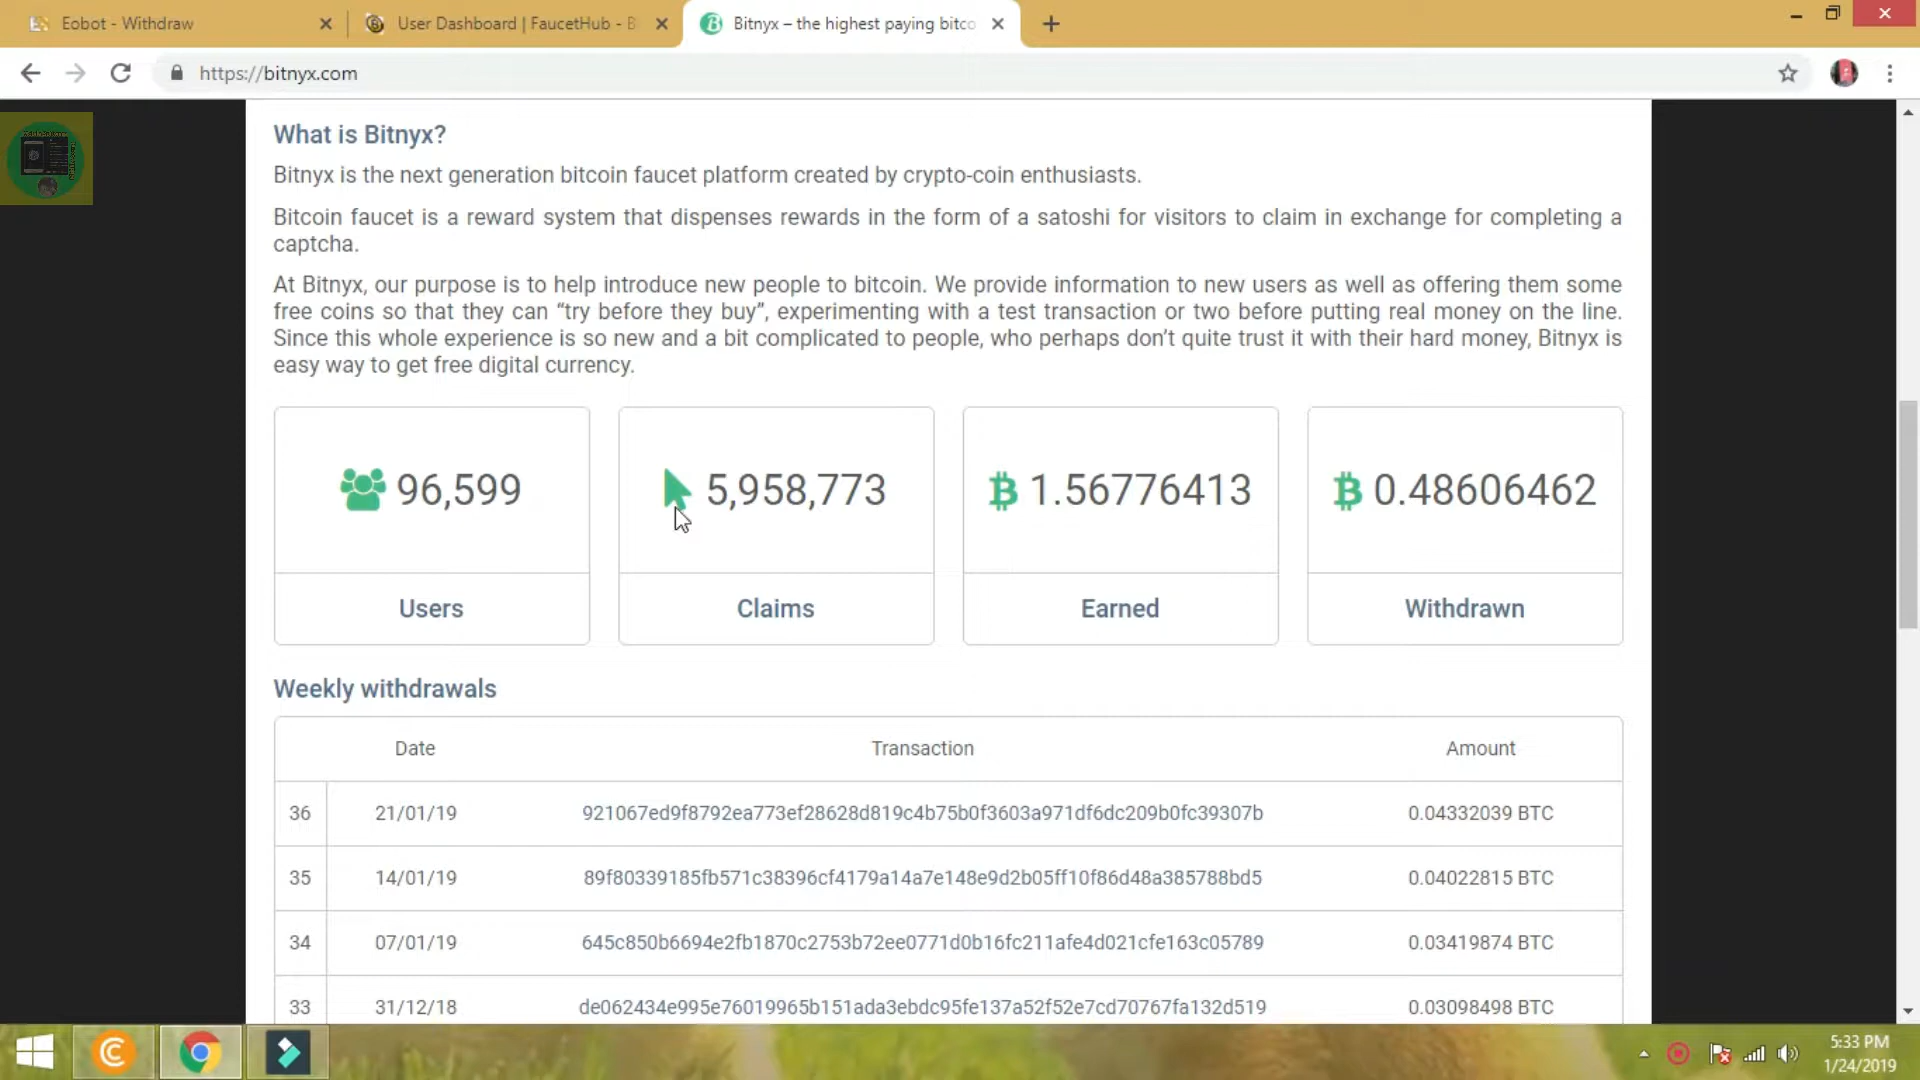 Eobot - Withdraw
User Dashboard | FaucetHub - B
Bitnyx – the highest paying bitco
https://bitnyx.com
What is Bitnyx?
Bitnyx is the next generation bitcoin faucet platform created by crypto-coin enthusiasts.
Bitcoin faucet is a reward system that dispenses rewards in the form of a satoshi for visitors to claim in exchange for completing a
captcha.
At Bitnyx, our purpose is to help introduce new people to bitcoin. We provide information to new users as well as offering them some
free coins so that they can “try before they buy”, experimenting with a test transaction or two before putting real money on the line.
Since this whole experience is so new and a bit complicated to people, who perhaps don’t quite trust it with their hard money, Bitnyx is
easy way to get free digital currency.
96,599
5,958,773
1.56776413
0.48606462
Users
Claims
Earned
Withdrawn
Weekly withdrawals
Date Transaction Amount
36 21/01/19 921067ed9f8792ea773ef28628d819c4b75b0f3603a971df6dc209b0fc39307b 0.04332039 BTC
35 14/01/19 89f80339185fb571c38396cf4179a14a7e148e9d2b05ff10f86d48a385788bd5 0.04022815 BTC
34 07/01/19 645c850b6694e2fb1870c2753b72ee0771d0b16fc211afe4d021cfe163c05789 0.03419874 BTC
33 31/12/18 de062434e995e76019965b151ada3ebdc95fe137a52f52e7cd70767fa132d519 0.03098498 BTC
5:33 PM
1/24/2019